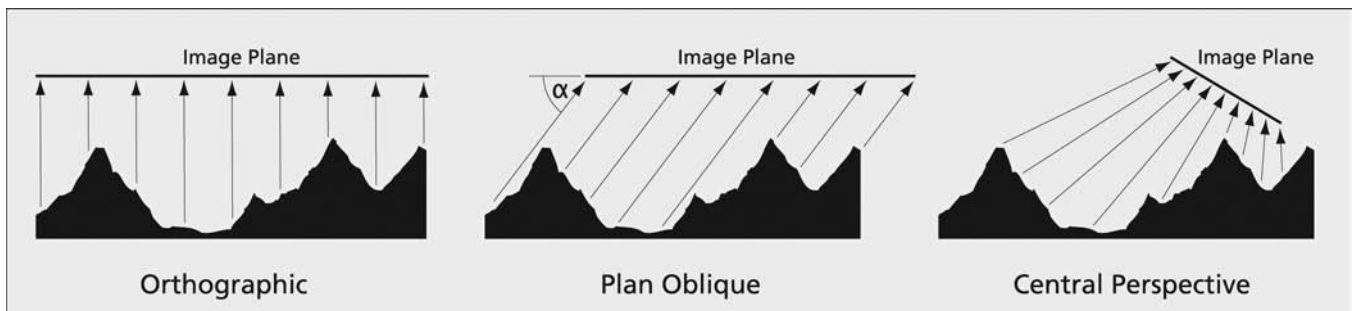 Image Plane
Orthographic
Image Plane
α
Plan Oblique
Image Plane
Central Perspective